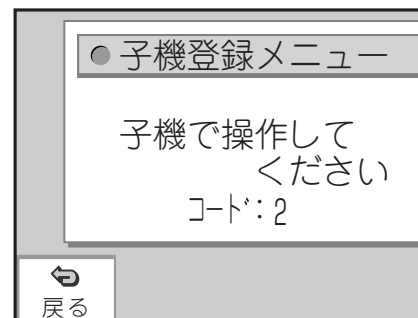 子機登録メニュー
子機で操作して
ください
コード:2
戻る